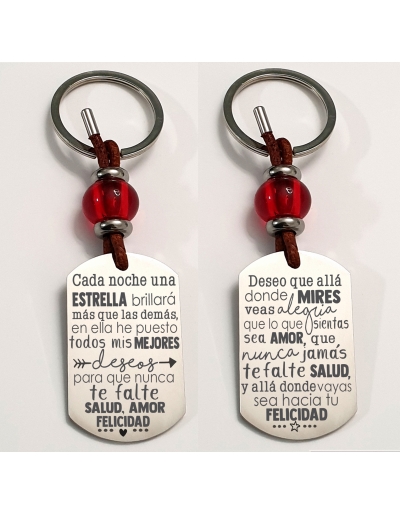 Cada noche una
ESTRELLA brillará
más que las demás,
en ella he puesto
todos mis MEJORES
deseos
para que nunca
te falte
SALUD, AMOR
FELICIDAD
Deseo que allá
donde MIRES
veas alegria
que lo que sientas
sea AMOR, que
nunca jamás
te falte SALUD,
y allá donde vayas
sea hacia tu
FELICIDAD